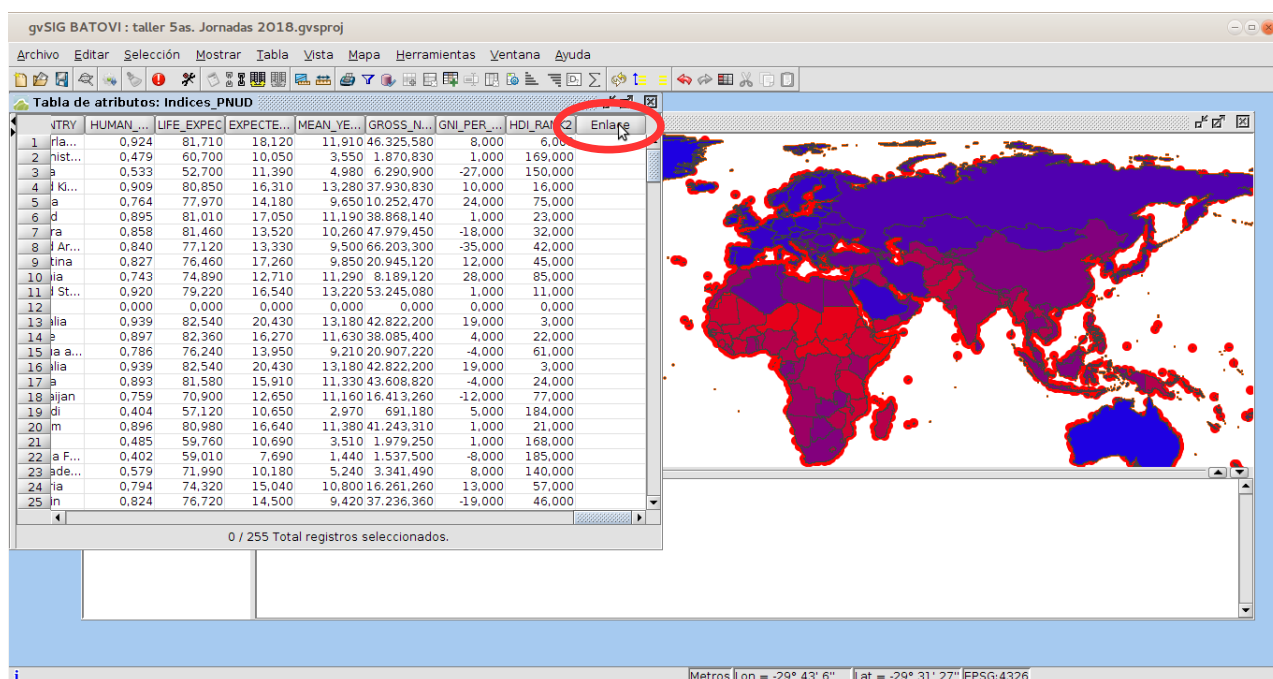 gvSIG BATOVI : taller 5as. Jornadas 2018.gvsproj
Archivo Editar Selección Mostrar Tabla Vista Mapa Herramientas Ventana Ayuda
Tabla de atributos: Indices_PNUD
NTRY HUMAN_... LIFE_EXPEC EXPECTE... MEAN_YE... GROSS_N... GNI_PER_... HDI_RANK2 Enlace
1 rla... 0,924 81,710 18,120 11,910 46.325,580 8,000 6,000
2 nist... 0,479 60,700 10,050 3,550 1.870,830 1,000 169,000
3 a 0,533 52,700 11,390 4,980 6.290,900 -27,000 150,000
4 d Ki... 0,909 80,850 16,310 13,280 37.930,830 10,000 16,000
5 a 0,764 77,970 14,180 9,650 10.252,470 24,000 75,000
6 d 0,895 81,010 17,050 11,190 38.868,140 1,000 23,000
7 ra 0,858 81,460 13,520 10,260 47.979,450 -18,000 32,000
8 d Ar... 0,840 77,120 13,330 9,500 66.203,300 -35,000 42,000
9 tina 0,827 76,460 17,260 9,850 20.945,120 12,000 45,000
10 nia 0,743 74,890 12,710 11,290 8.189,120 28,000 85,000
11 d St... 0,920 79,220 16,540 13,220 53.245,080 1,000 11,000
12 0,000 0,000 0,000 0,000 0,000 0,000 0,000
13 alia 0,939 82,540 20,430 13,180 42.822,200 19,000 3,000
14 e 0,897 82,360 16,270 11,630 38.085,400 4,000 22,000
15 ia a... 0,786 76,240 13,950 9,210 20.907,220 -4,000 61,000
16 alia 0,939 82,540 20,430 13,180 42.822,200 19,000 3,000
17 a 0,893 81,580 15,910 11,330 43.608,820 -4,000 24,000
18 aijan 0,759 70,900 12,650 11,160 16.413,260 -12,000 77,000
19 di 0,404 57,120 10,650 2,970 691,180 5,000 184,000
20 m 0,896 80,980 16,640 11,380 41.243,310 1,000 21,000
21 0,485 59,760 10,690 3,510 1.979,250 1,000 168,000
22 a F... 0,402 59,010 7,690 1,440 1.537,500 -8,000 185,000
23 ade... 0,579 71,990 10,180 5,240 3.341,490 8,000 140,000
24 ria 0,794 74,320 15,040 10,800 16.261,260 13,000 57,000
25 in 0,824 76,720 14,500 9,420 37.236,360 -19,000 46,000
0 / 255 Total registros seleccionados.
Metros Lon = -29° 43' 6" Lat = -29° 31' 27" EPSG:4326